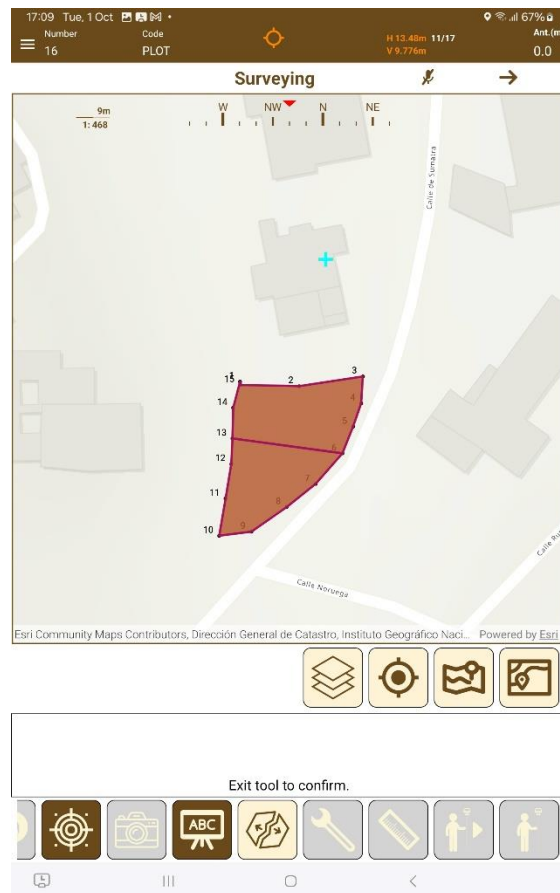 17:09 Tue, 1 Oct 67%
Number Code Ant.(m
16 PLOT H 13.48m 11/17 0.0
V 9.776m
Surveying
9m
1: 468
W NW N NE
Calle de Sumatra
1 2 3
15
14 4
13 5
12 6
11 7
10 9 8
Calle Noruega
Esri Community Maps Contributors, Dirección General de Catastro, Instituto Geográfico Naci... Powered by Esri
Exit tool to confirm.
ABC